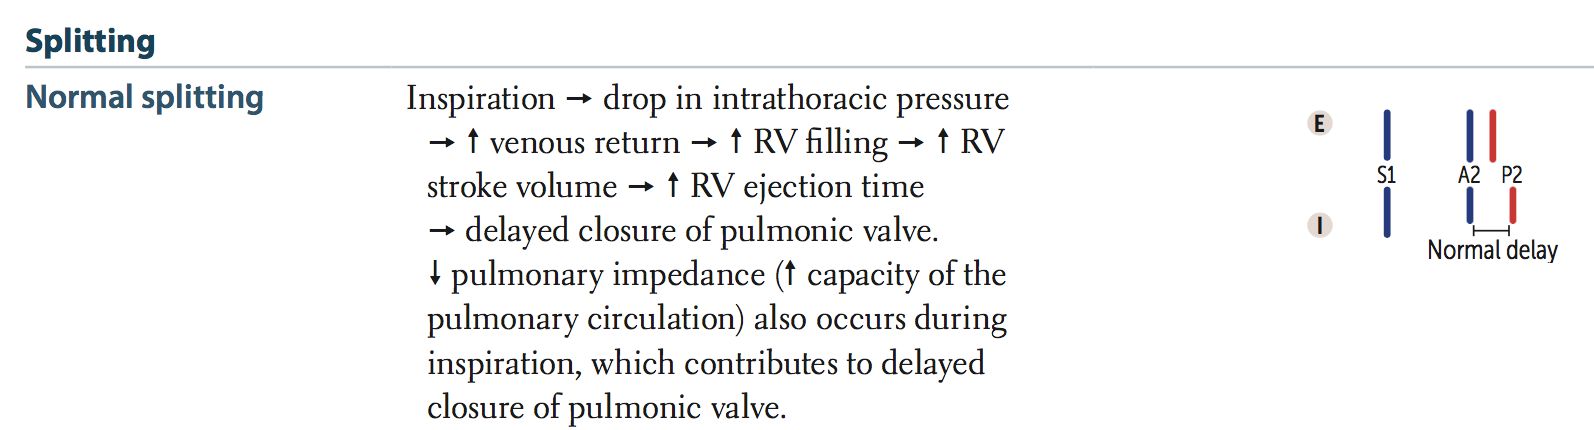 Splitting
Normal splitting
Inspiration → drop in intrathoracic pressure
→ ↑ venous return → ↑ RV filling → ↑ RV
stroke volume → ↑ RV ejection time
→ delayed closure of pulmonic valve.
↓ pulmonary impedance (↑ capacity of the
pulmonary circulation) also occurs during
inspiration, which contributes to delayed
closure of pulmonic valve.
E
S1 A2 P2
I
Normal delay